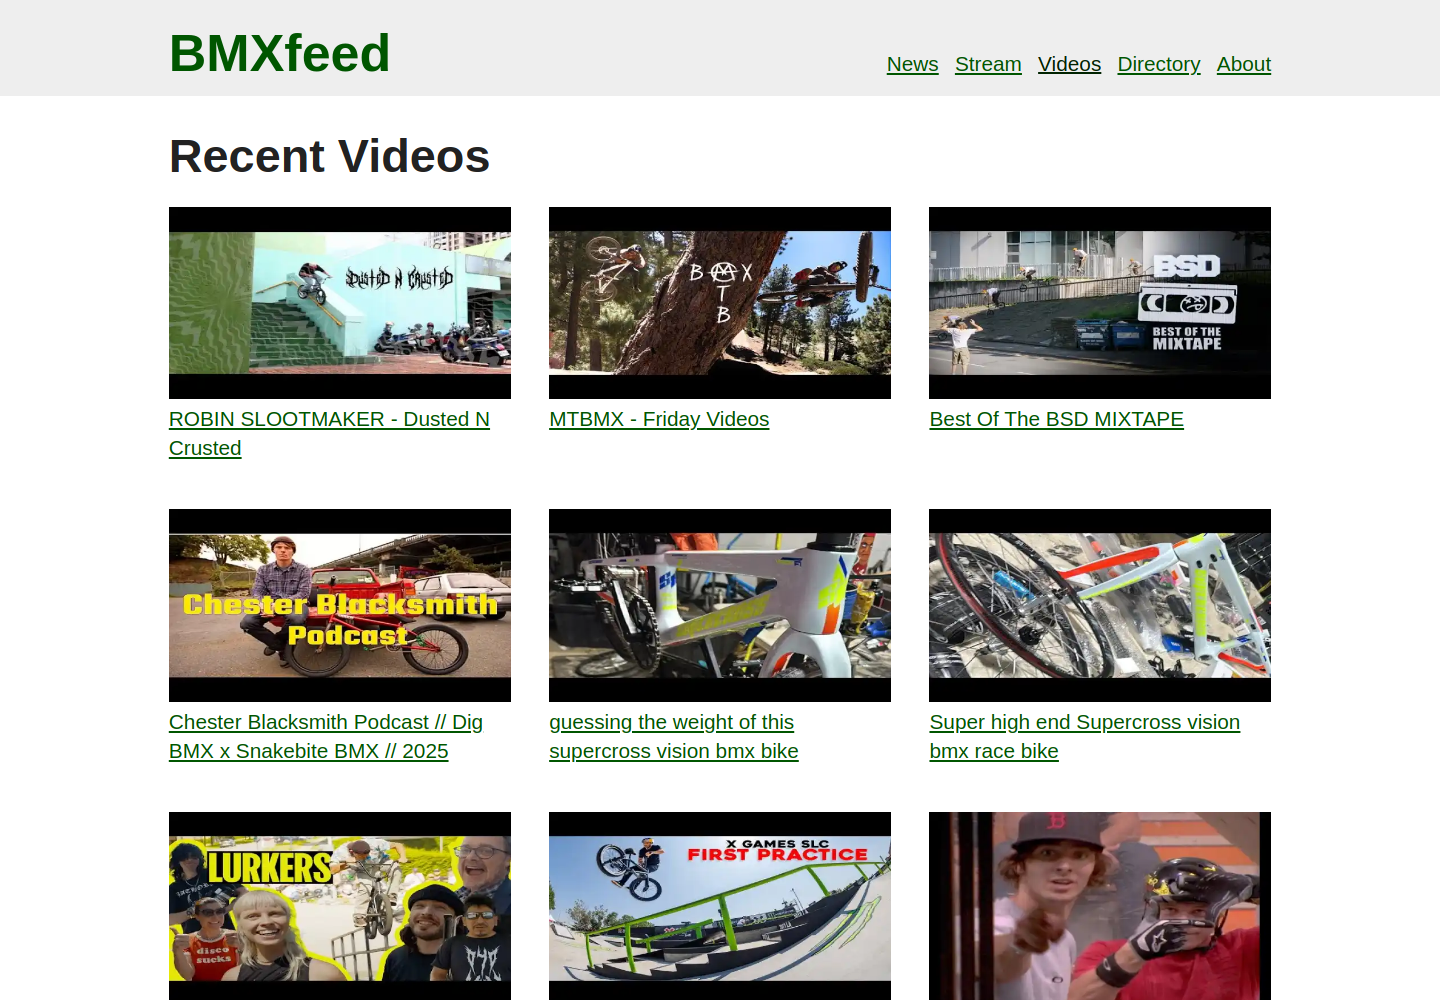 BMXfeed
News Stream Videos Directory About
Recent Videos
DUSTED N CRUSTED
BMX
T
B
BSD
BEST OF THE
MIXTAPE
ROBIN SLOOTMAKER - Dusted N
Crusted
MTBMX - Friday Videos
Best Of The BSD MIXTAPE
Chester Blacksmith
Podcast
Chester Blacksmith Podcast // Dig
BMX x Snakebite BMX // 2025
guessing the weight of this
supercross vision bmx bike
Super high end Supercross vision
bmx race bike
LURKERS
disco
sucks
X GAMES SLC
FIRST PRACTICE
B